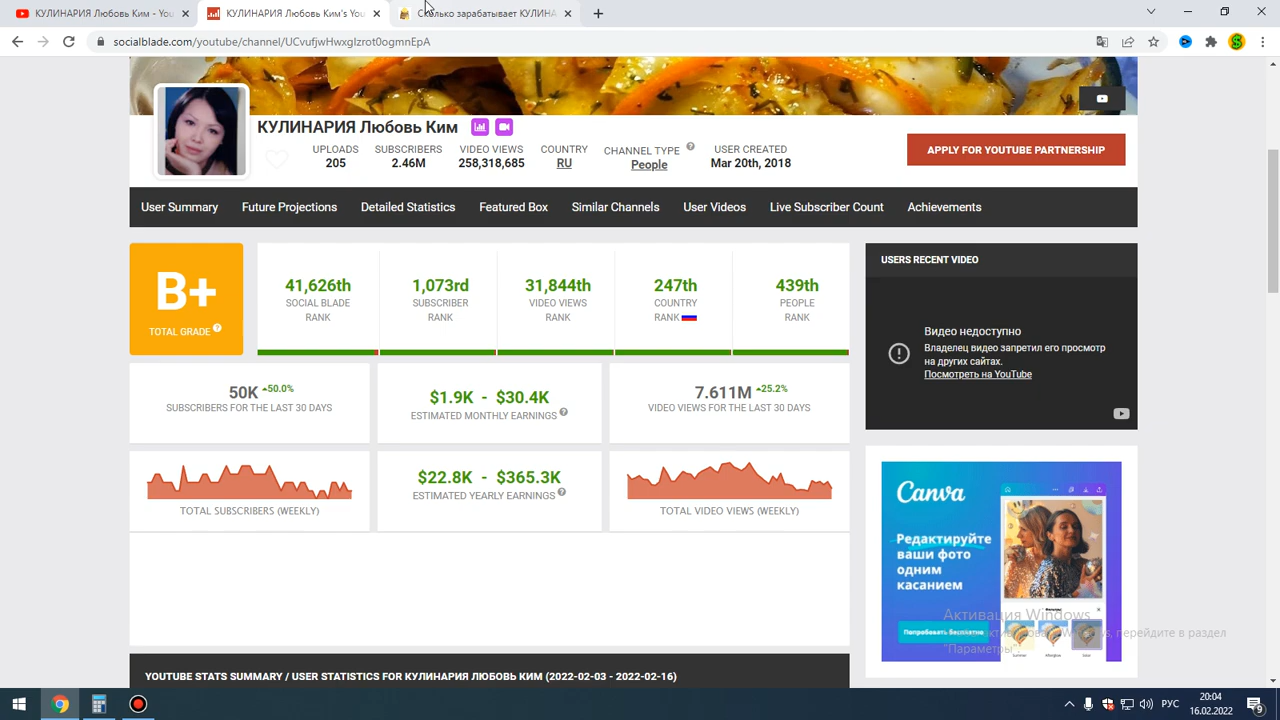 КУЛИНАРИЯ Любовь Ким - YouTub
КУЛИНАРИЯ Любовь Ким's You
Сколько зарабатывает КУЛИНА
socialblade.com/youtube/channel/UCvufjwHwxglzrot0ogmnEpA
КУЛИНАРИЯ Любовь Ким
UPLOADS
205
SUBSCRIBERS
2.46M
VIDEO VIEWS
258,318,685
COUNTRY
RU
CHANNEL TYPE
People
USER CREATED
Mar 20th, 2018
APPLY FOR YOUTUBE PARTNERSHIP
User Summary
Future Projections
Detailed Statistics
Featured Box
Similar Channels
User Videos
Live Subscriber Count
Achievements
B+
TOTAL GRADE
41,626th
SOCIAL BLADE
RANK
1,073rd
SUBSCRIBER
RANK
31,844th
VIDEO VIEWS
RANK
247th
COUNTRY
RANK
439th
PEOPLE
RANK
50K 50.0%
SUBSCRIBERS FOR THE LAST 30 DAYS
$1.9K - $30.4K
ESTIMATED MONTHLY EARNINGS
7.611M 25.2%
VIDEO VIEWS FOR THE LAST 30 DAYS
TOTAL SUBSCRIBERS (WEEKLY)
$22.8K - $365.3K
ESTIMATED YEARLY EARNINGS
TOTAL VIDEO VIEWS (WEEKLY)
USERS RECENT VIDEO
Видео недоступно
Владелец видео запретил его просмотр
на других сайтах.
Посмотреть на YouTube
Canva
Редактируйте
ваши фото
одним
касанием
Попробовать бесплатно
Активация Windows
перейдите в раздел
"Параметры".
YOUTUBE STATS SUMMARY / USER STATISTICS FOR КУЛИНАРИЯ ЛЮБОВЬ КИМ (2022-02-03 - 2022-02-16)
РУС
20:04
16.02.2022
9